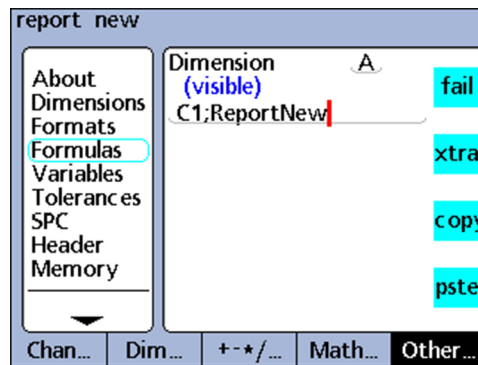 report new
About
Dimensions
Formats
Formulas
Variables
Tolerances
SPC
Header
Memory
Dimension A
(visible)
C1;ReportNew
fail
xtra
copy
pste
Chan... Dim... +-*/... Math... Other...